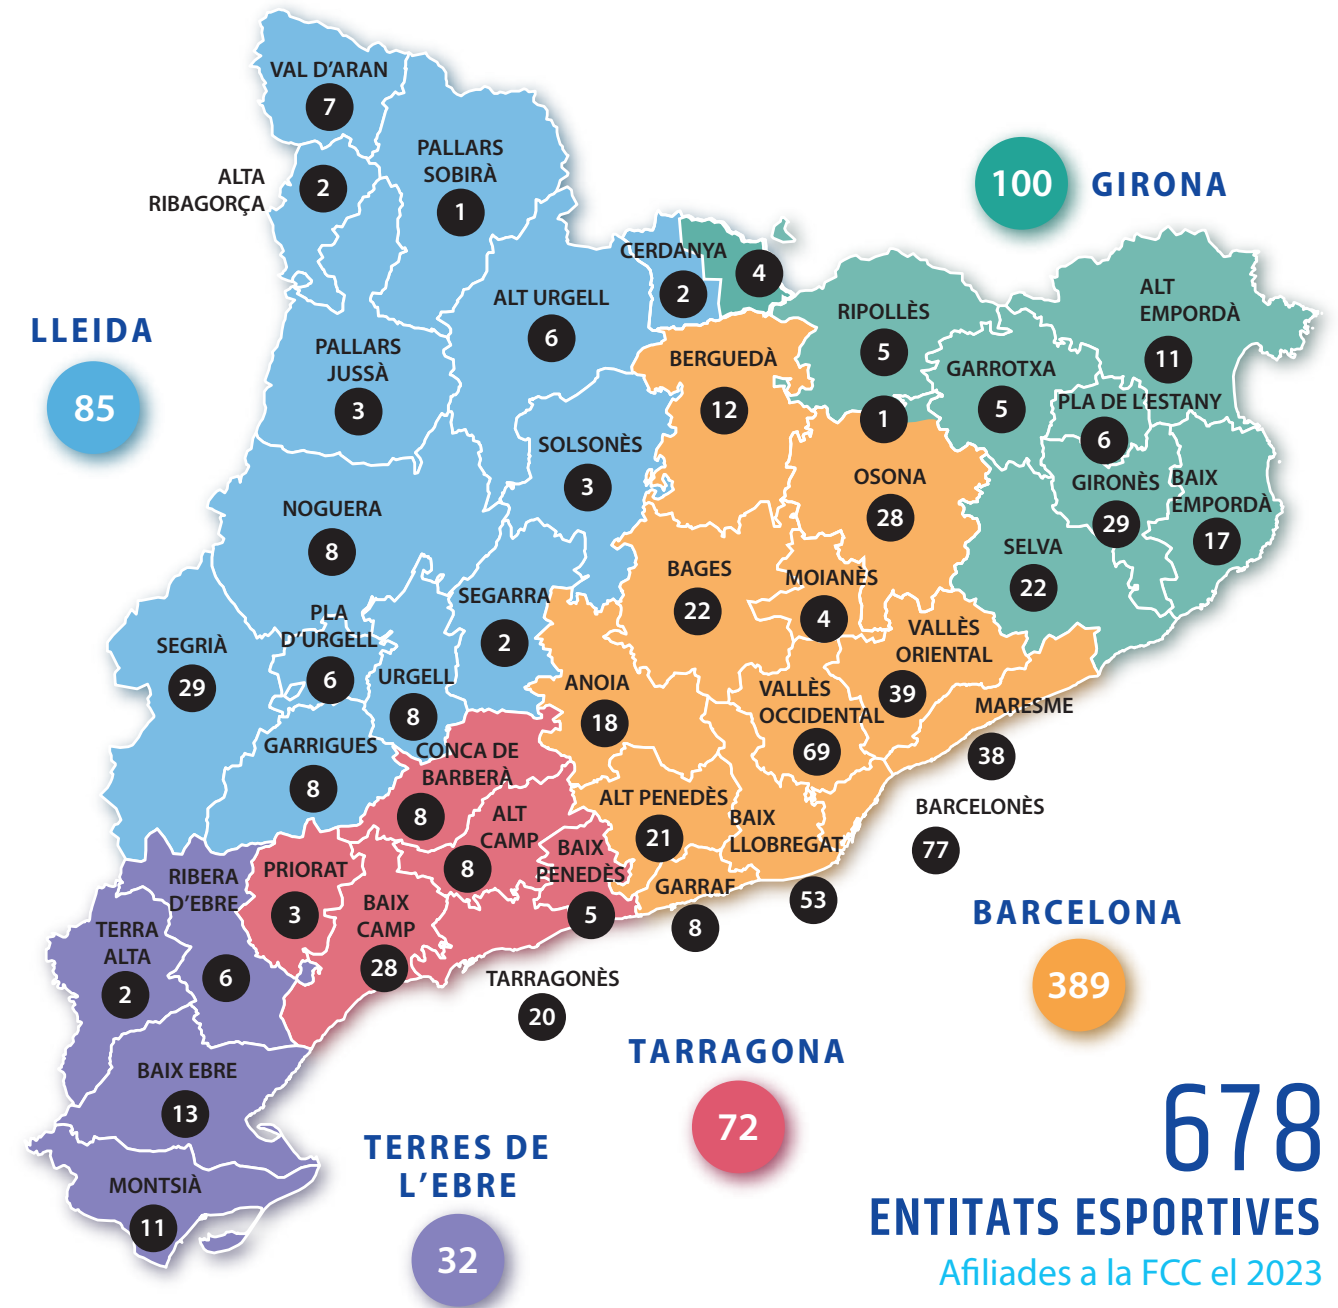 VAL D'ARAN
7
ALTA
RIBAGORÇA
2
PALLARS
SOBIRÀ
1
100
GIRONA
CERDANYA
2
4
ALT URGELL
6
RIPOLLÈS
5
ALT
EMPORDÀ
11
LLEIDA
85
PALLARS
JUSSÀ
3
BERGUEDÀ
12
GARROTXA
5
1
PLA DE L'ESTANY
6
SOLSONÈS
3
OSONA
28
GIRONÈS
29
BAIX
EMPORDÀ
17
NOGUERA
8
SELVA
22
BAGES
22
MOIANÈS
4
SEGARRA
2
PLA
D'URGELL
6
SEGRIÀ
29
URGELL
8
VALLÈS
ORIENTAL
39
ANOIA
18
VALLÈS
OCCIDENTAL
69
MARESME
38
GARRIGUES
8
CONCA DE
BARBERÀ
8
ALT PENEDÈS
21
BAIX
LLOBREGAT
53
BARCELONÈS
77
ALT
CAMP
8
BAIX
PENEDÈS
5
GARRAF
8
PRIORAT
3
RIBERA
D'EBRE
6
BAIX
CAMP
28
BARCELONA
389
TERRA
ALTA
2
TARRAGONÈS
20
TARRAGONA
72
BAIX EBRE
13
TERRES DE
L'EBRE
32
MONTSIÀ
11
678
ENTITATS ESPORTIVES
Afiliades a la FCC el 2023